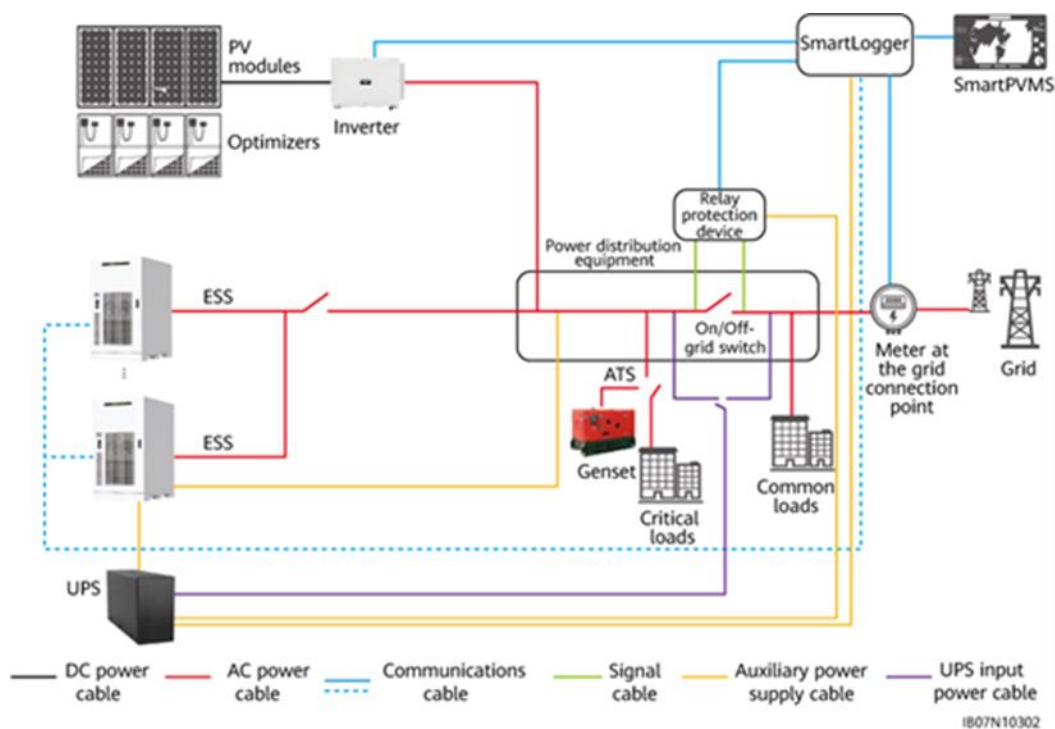 PV
modules
Optimizers
Inverter
SmartLogger
SmartPVMS
Relay
protection
device
Power distribution
equipment
ESS
On/Off-
grid switch
Meter at
the grid
connection
point
Grid
ATS
ESS
Genset
Critical
loads
Common
loads
UPS
DC power
cable
AC power
cable
Communications
cable
Signal
cable
Auxiliary power
supply cable
UPS input
power cable
IB07N10302